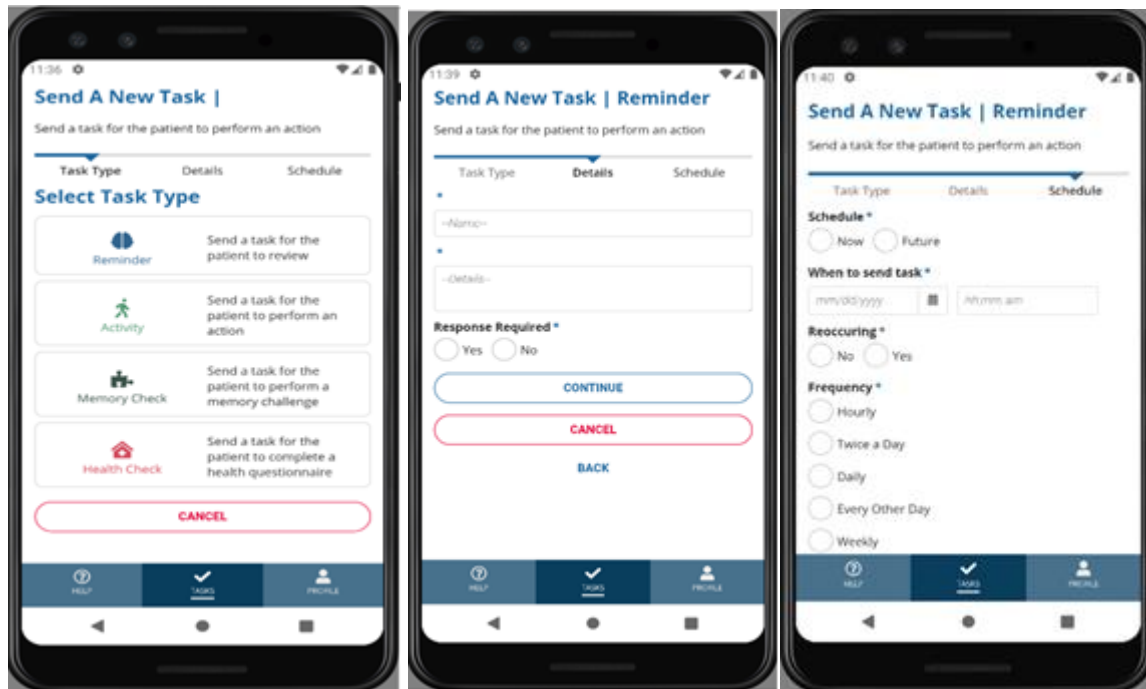 11:36
Send A New Task |
Send a task for the patient to perform an action
Task Type Details Schedule
Select Task Type
Reminder
Send a task for the
patient to review
Activity
Send a task for the
patient to perform an
action
Memory Check
Send a task for the
patient to perform a
memory challenge
Health Check
Send a task for the
patient to complete a
health questionnaire
CANCEL
HELP TASKS PROFILE
11:39
Send A New Task | Reminder
Send a task for the patient to perform an action
Task Type Details Schedule
*
--Name--
*
--Details--
Response Required *
Yes No
CONTINUE
CANCEL
BACK
HELP TASKS PROFILE
11:40
Send A New Task | Reminder
Send a task for the patient to perform an action
Task Type Details Schedule
Schedule *
Now Future
When to send task *
mm/dd/yyyy hh:mm am
Reoccuring *
No Yes
Frequency *
Hourly
Twice a Day
Daily
Every Other Day
Weekly
HELP TASKS PROFILE